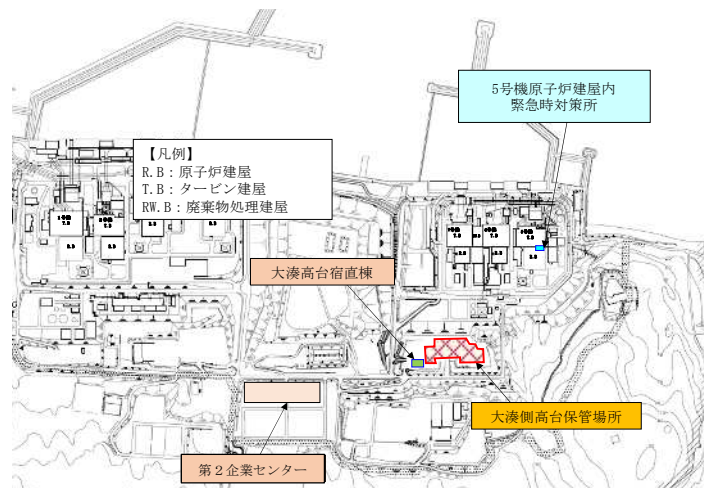 5号機原子炉建屋内
緊急時対策所
【凡例】
R.B：原子炉建屋
T.B：タービン建屋
RW.B：廃棄物処理建屋
大湊高台宿直棟
大湊側高台保管場所
第２企業センター